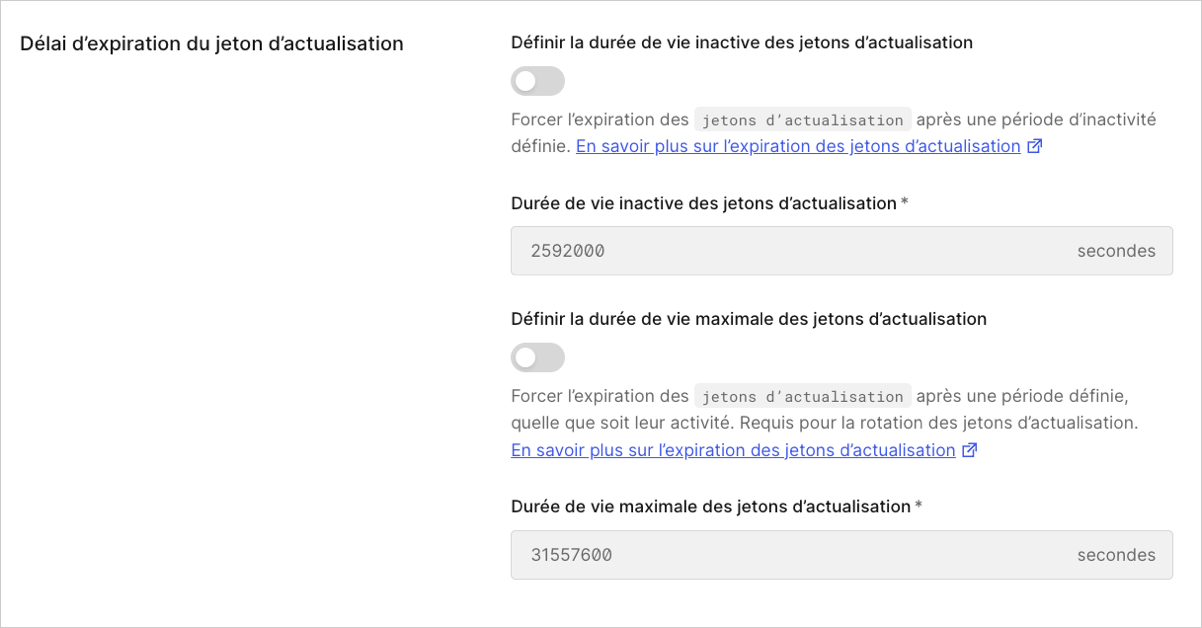 Délai d’expiration du jeton d’actualisation
Définir la durée de vie inactive des jetons d’actualisation
Forcer l’expiration des jetons d’actualisation après une période d’inactivité
définie. En savoir plus sur l’expiration des jetons d’actualisation
Durée de vie inactive des jetons d’actualisation *
2592000 secondes
Définir la durée de vie maximale des jetons d’actualisation
Forcer l’expiration des jetons d’actualisation après une période définie,
quelle que soit leur activité. Requis pour la rotation des jetons d’actualisation.
En savoir plus sur l’expiration des jetons d’actualisation
Durée de vie maximale des jetons d’actualisation *
31557600 secondes